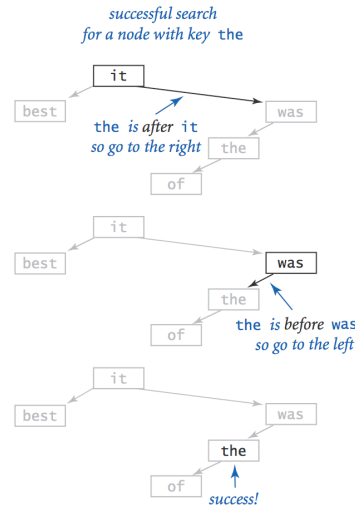 successful search
for a node with key the
it
best
was
the is after it
so go to the right
the
of
it
best
was
the
of
the is before was
so go to the left
it
best
was
the
of
success!